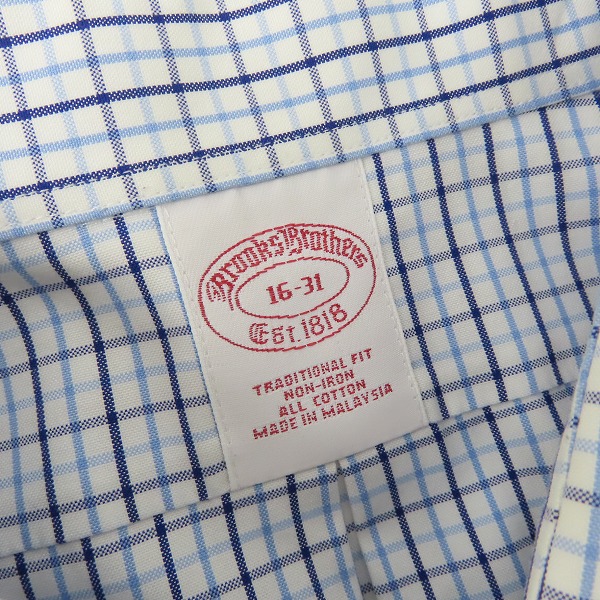 Brooks Brothers
16-31
Est. 1818
TRADITIONAL FIT
NON-IRON
ALL COTTON
MADE IN MALAYSIA